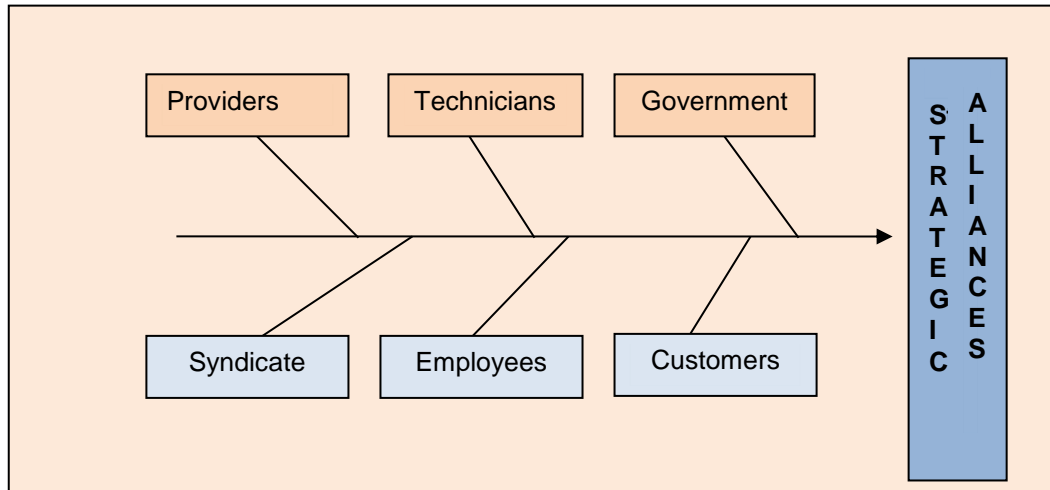 Providers
Technicians
Government
Syndicate
Employees
Customers
STRATEGIC
ALLIANCES